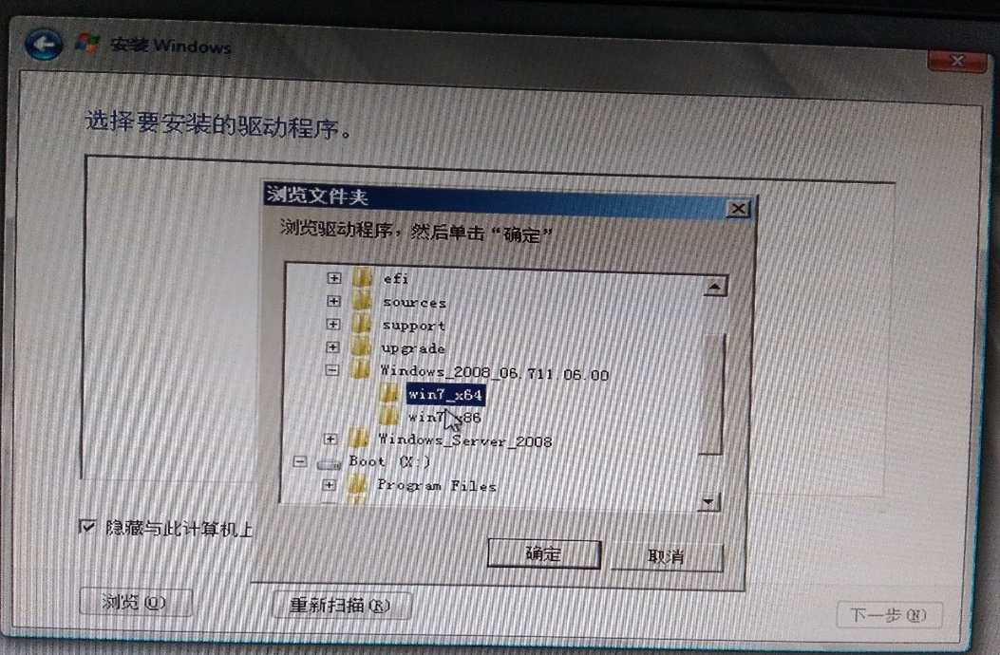 安装 Windows
选择要安装的驱动程序。
浏览文件夹
浏览驱动程序，然后单击“确定”
efi
sources
support
upgrade
Windows_2008_06.711.06.00
win7_x64
win7_x86
Windows_Server_2008
Boot (X:)
Program Files
隐藏与此计算机上
确定
取消
浏览(O)
重新扫描(R)
下一步(N)